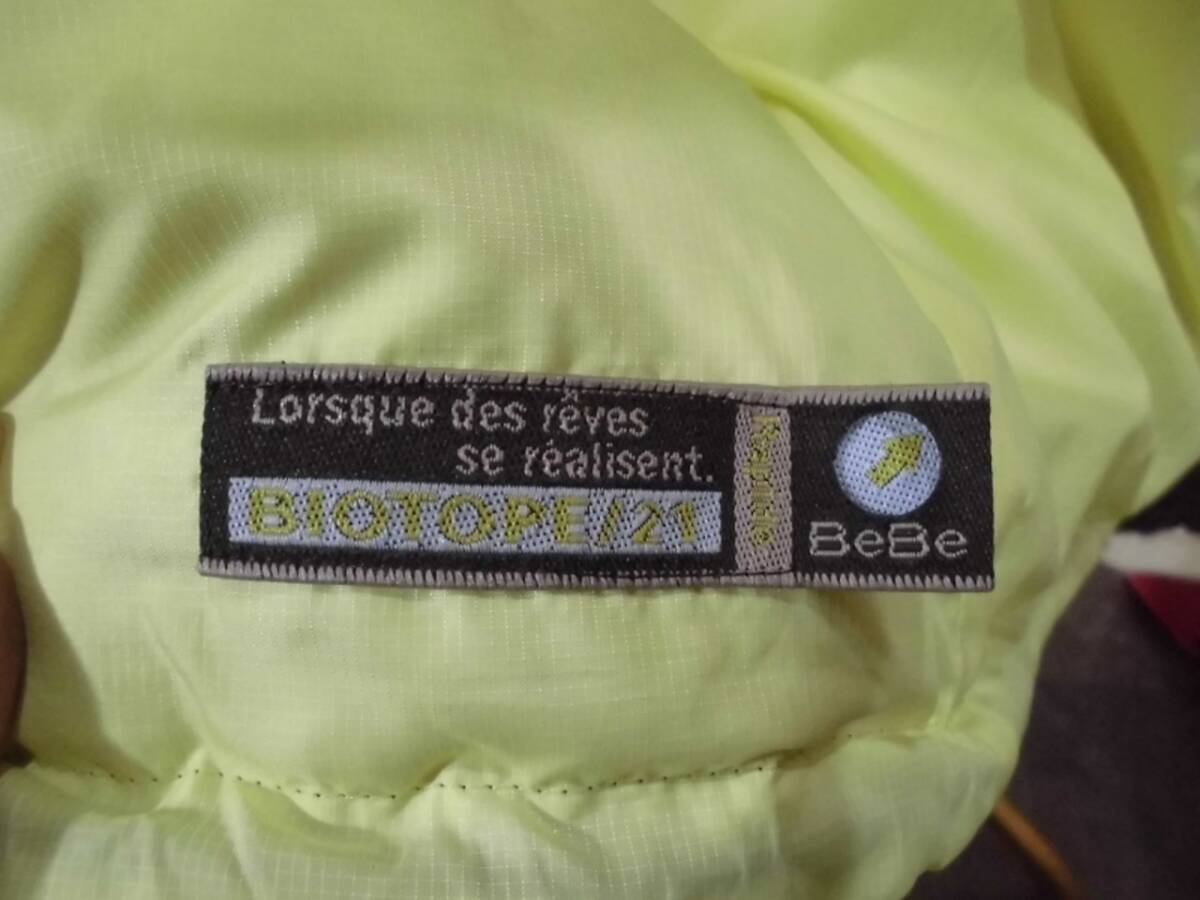 Lorsque des rêves
se réalisent.
BIOTOPE/21
BeBe